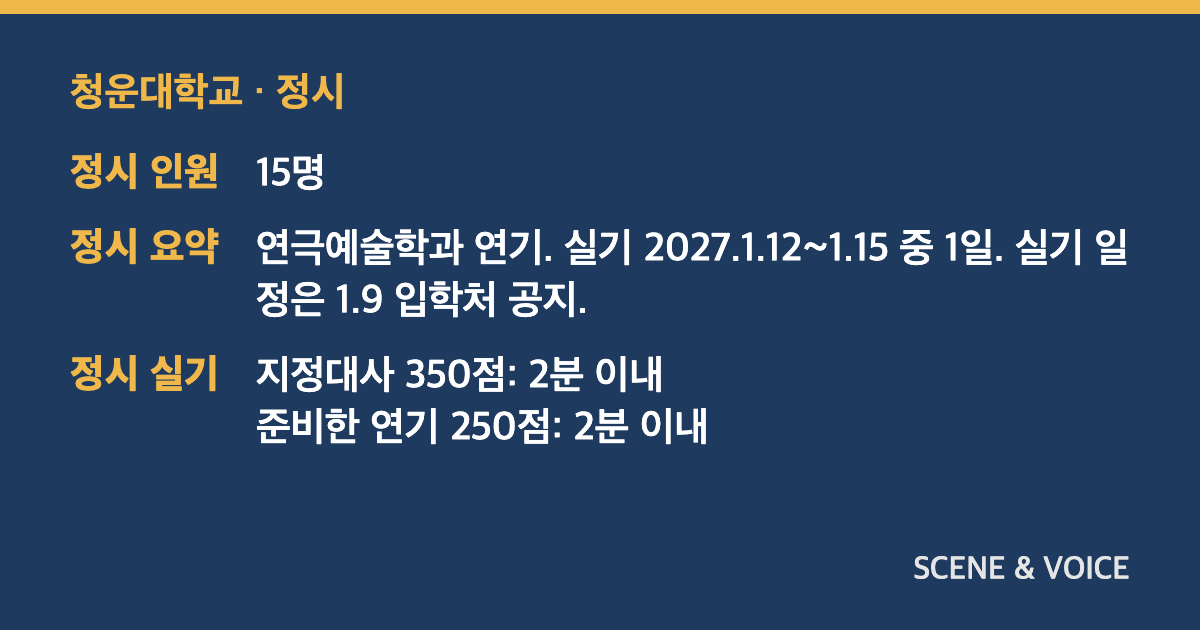 청운대학교 · 정시
정시 인원 15명
정시 요약 연극예술학과 연기. 실기 2027.1.12~1.15 중 1일. 실기 일
정은 1.9 입학처 공지.
정시 실기 지정대사 350점: 2분 이내
준비한 연기 250점: 2분 이내
SCENE & VOICE